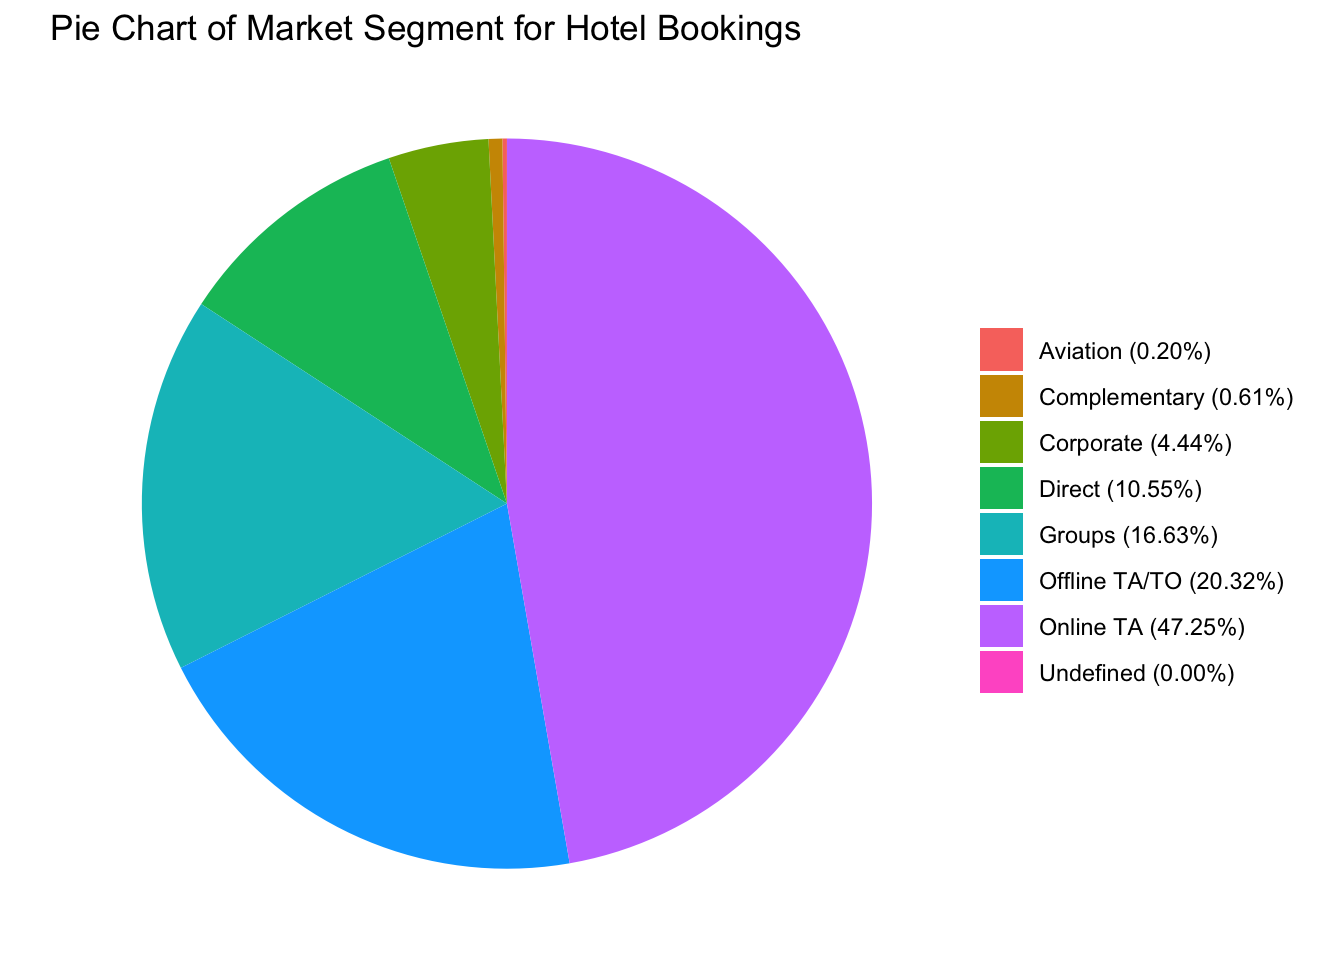 Pie Chart of Market Segment for Hotel Bookings
Aviation (0.20%)
Complementary (0.61%)
Corporate (4.44%)
Direct (10.55%)
Groups (16.63%)
Offline TA/TO (20.32%)
Online TA (47.25%)
Undefined (0.00%)